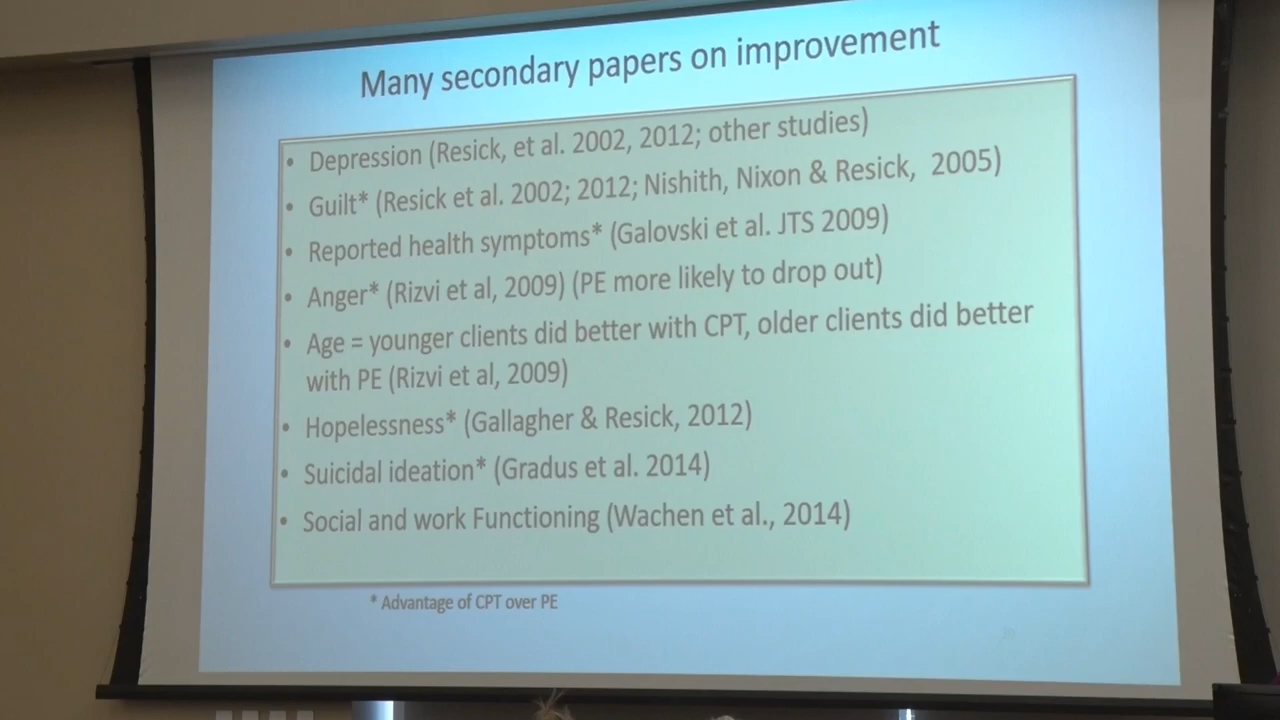 Many secondary papers on improvement
• Depression (Resick, et al. 2002, 2012; other studies)
• Guilt* (Resick et al. 2002; 2012; Nishith, Nixon & Resick, 2005)
• Reported health symptoms* (Galovski et al. JTS 2009)
• Anger* (Rizvi et al, 2009) (PE more likely to drop out)
• Age = younger clients did better with CPT, older clients did better
with PE (Rizvi et al, 2009)
• Hopelessness* (Gallagher & Resick, 2012)
• Suicidal ideation* (Gradus et al. 2014)
• Social and work Functioning (Wachen et al., 2014)
* Advantage of CPT over PE